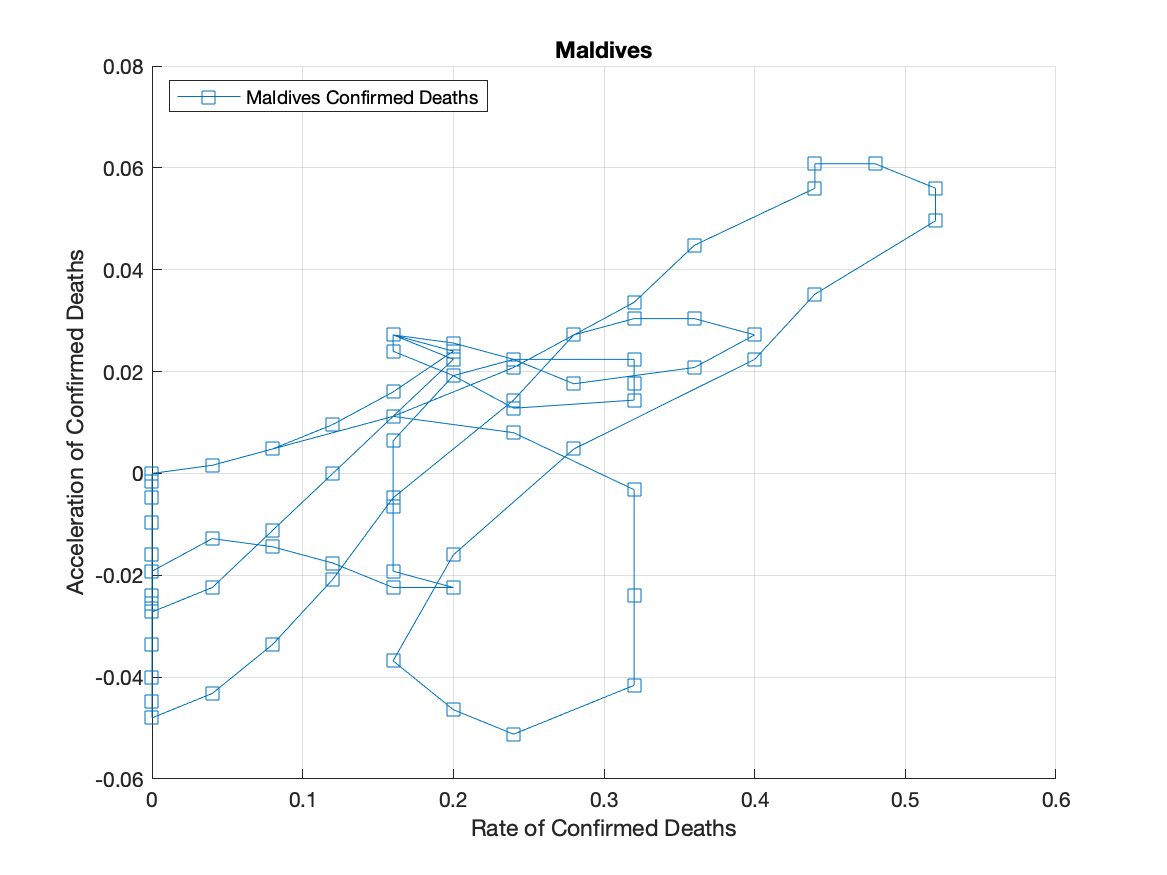 Maldives
Maldives Confirmed Deaths
Acceleration of Confirmed Deaths
0.08
0.06
0.04
0.02
0
-0.02
-0.04
-0.06
0 0.1 0.2 0.3 0.4 0.5 0.6
Rate of Confirmed Deaths